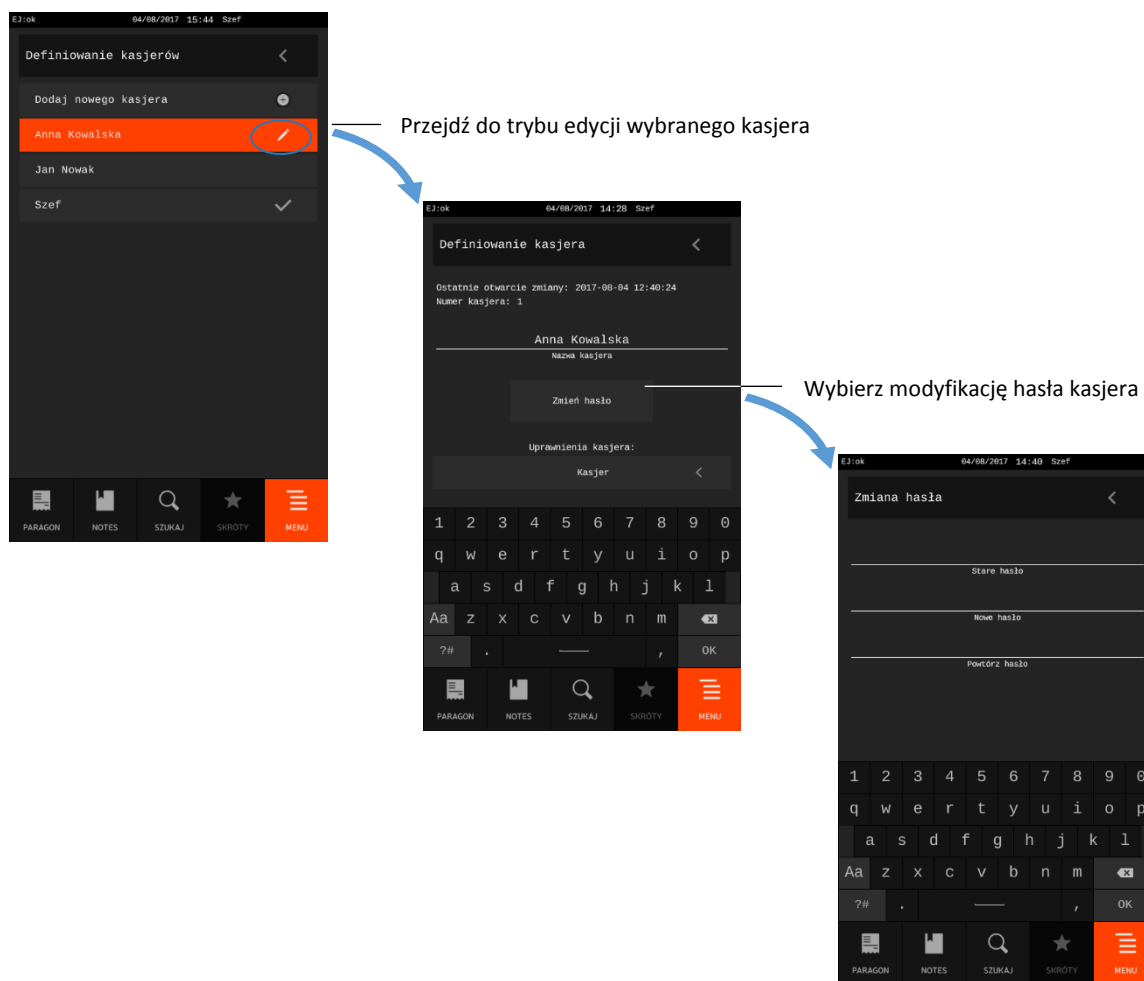 EJ:ok 04/08/2017 15:44 Szef
Definiowanie kasjerów
Dodaj nowego kasjera
Anna Kowalska
Jan Nowak
Szef
PARAGON NOTES SZUKAJ SKRÓTY MENU
Przejdź do trybu edycji wybranego kasjera
EJ:ok 04/08/2017 14:28 Szef
Definiowanie kasjera
Ostatnie otwarcie zmiany: 2017-08-04 12:40:24
Numer kasjera: 1
Anna Kowalska
Nazwa kasjera
Zmień hasło
Uprawnienia kasjera:
Kasjer
1 2 3 4 5 6 7 8 9 0
q w e r t y u i o p
a s d f g h j k l
Aa z x c v b n m
?# . , OK
PARAGON NOTES SZUKAJ SKRÓTY MENU
Wybierz modyfikację hasła kasjera
EJ:ok 04/08/2017 14:40 Szef
Zmiana hasła
Stare hasło
Nowe hasło
Powtórz hasło
1 2 3 4 5 6 7 8 9 0
q w e r t y u i o p
a s d f g h j k l
Aa z x c v b n m
?# . , OK
PARAGON NOTES SZUKAJ SKRÓTY MENU